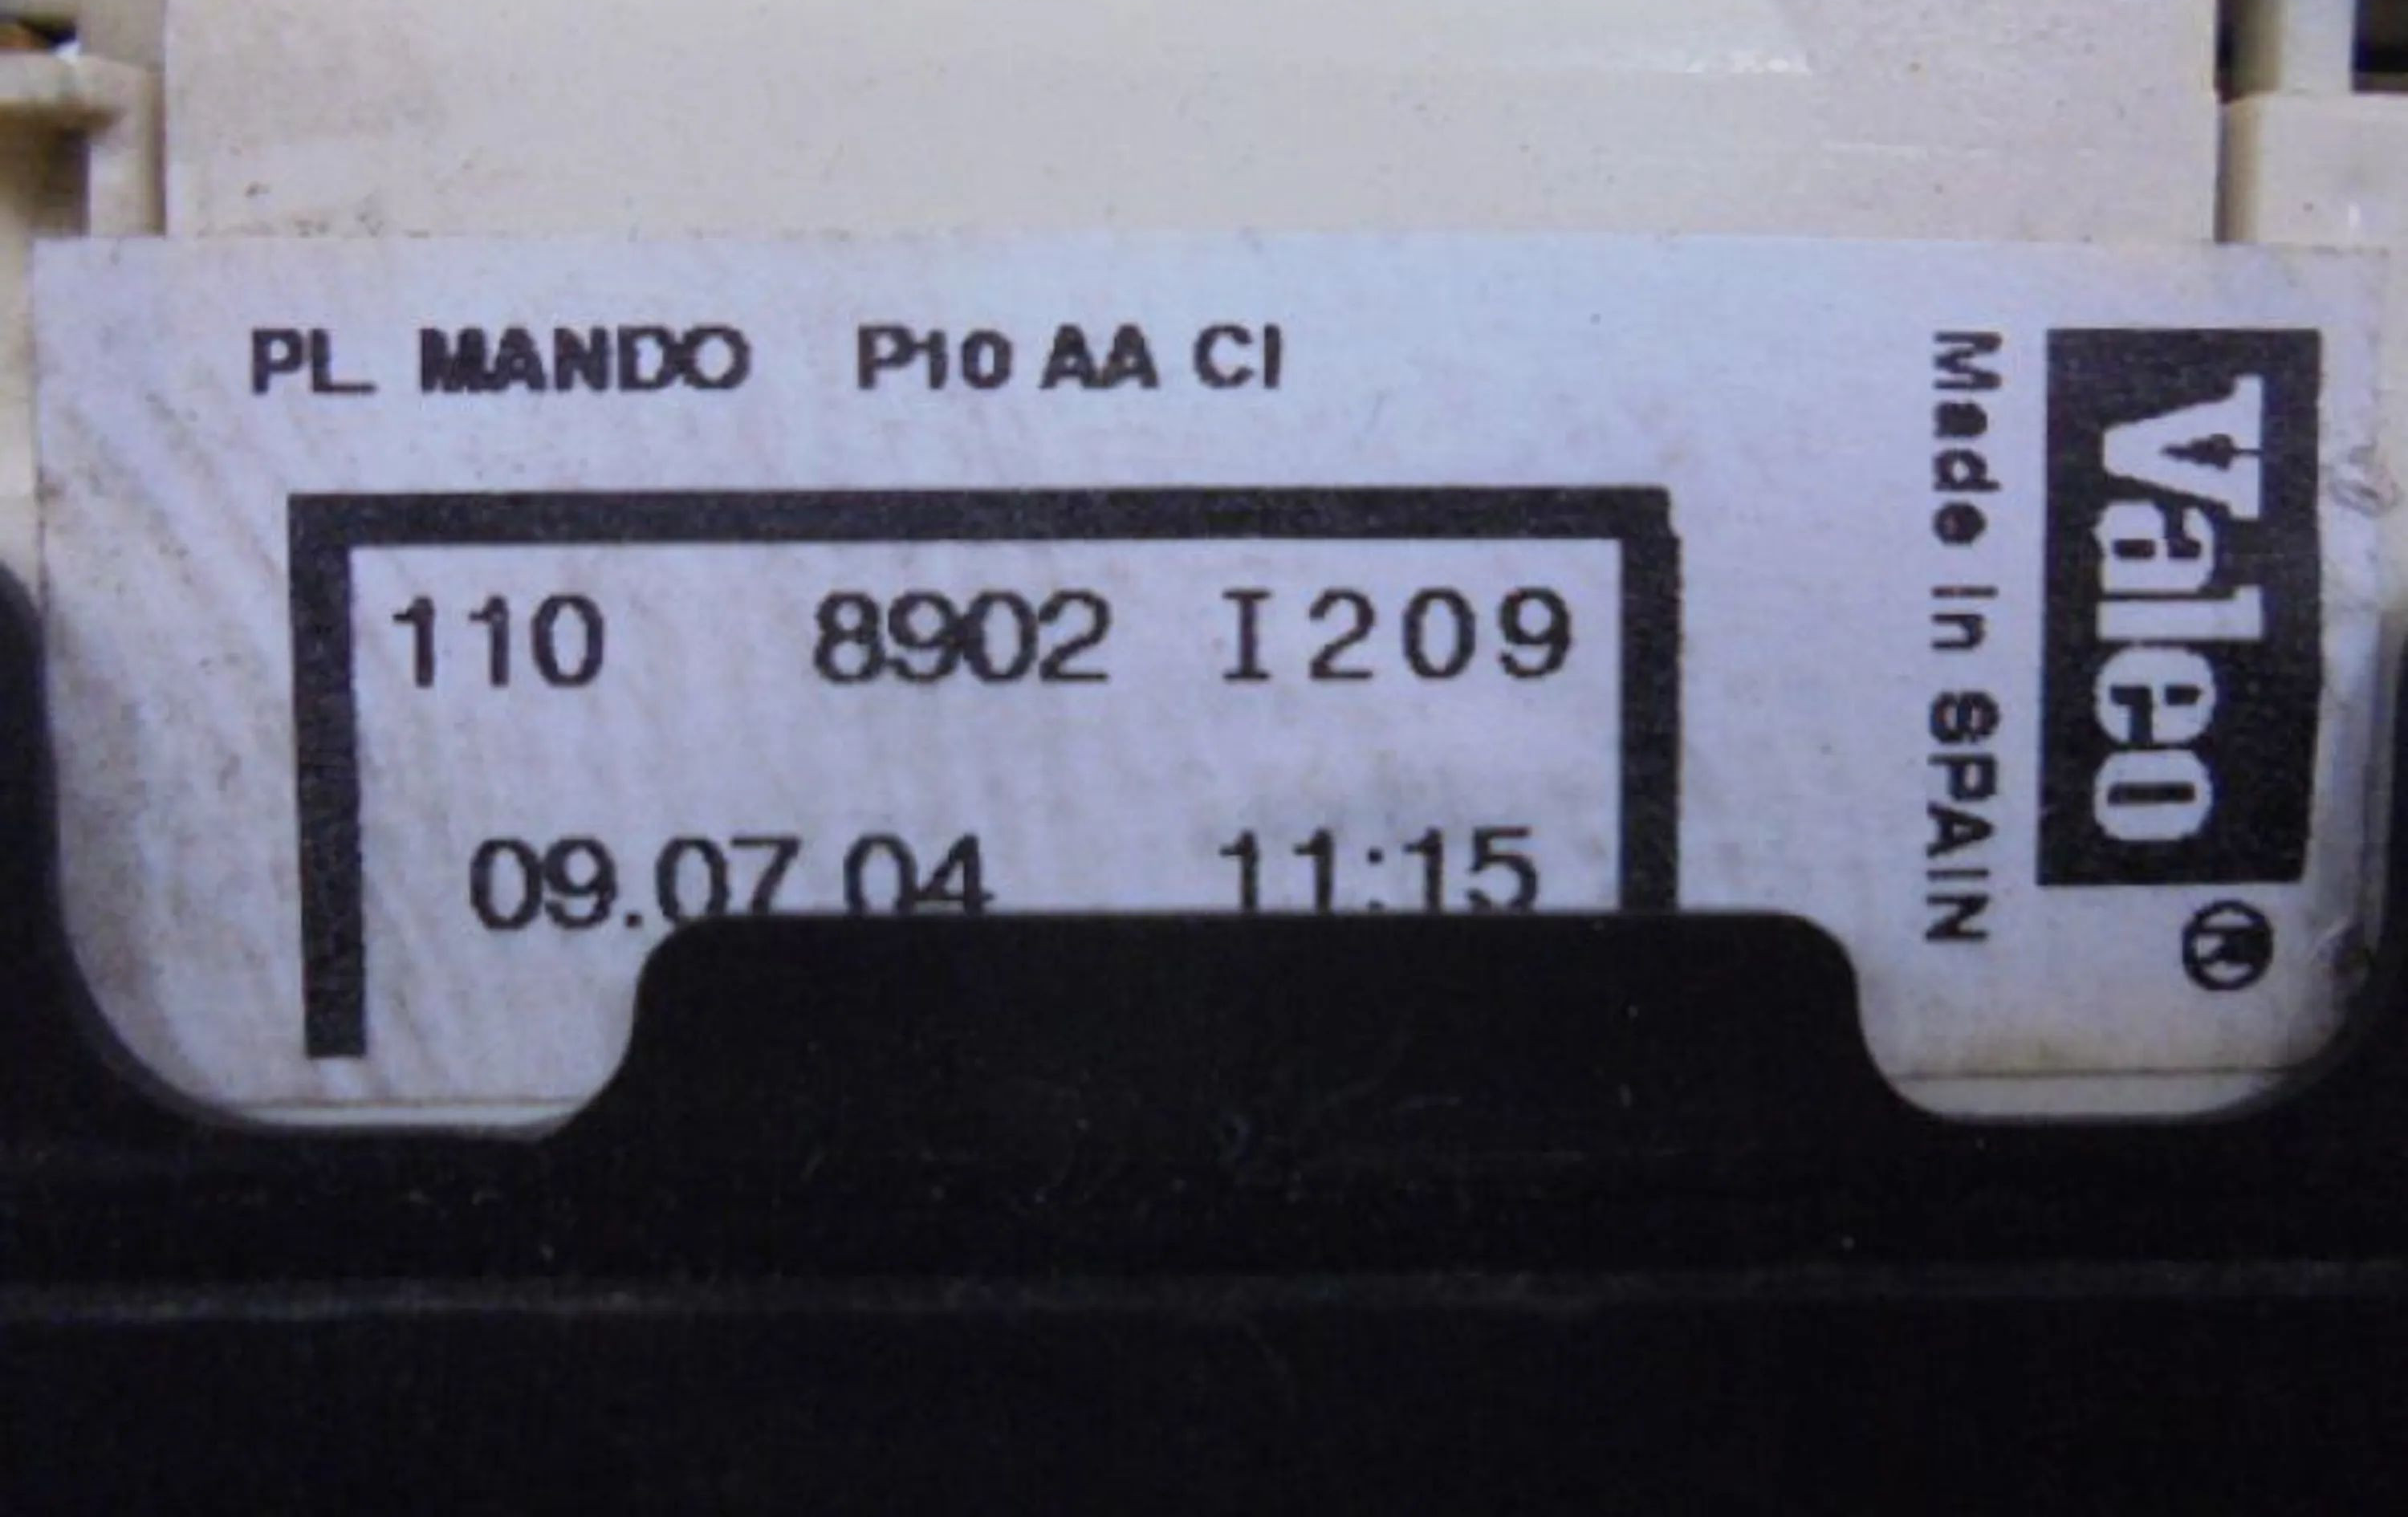 PL MANDO P10 AA CI
110 8902 I209
09.07.04 11:15
Made in SPAIN
Valeo ®